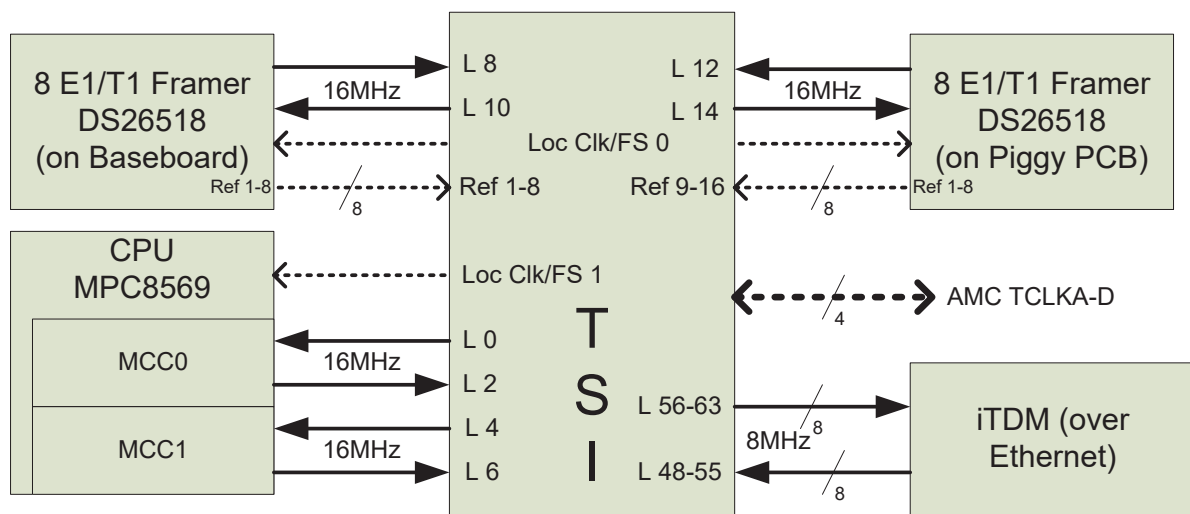 8 E1/T1 Framer
DS26518
(on Baseboard)
Ref 1-8
16MHz
8
L 8
L 10
Loc Clk/FS 0
Ref 1-8
L 12
L 14
Ref 9-16
16MHz
8
8 E1/T1 Framer
DS26518
(on Piggy PCB)
Ref 1-8
CPU
MPC8569
MCC0
MCC1
16MHz
16MHz
Loc Clk/FS 1
L 0
L 2
L 4
L 6
T
S
I
L 56-63
L 48-55
4
AMC TCLKA-D
8
8MHz
8
iTDM (over
Ethernet)